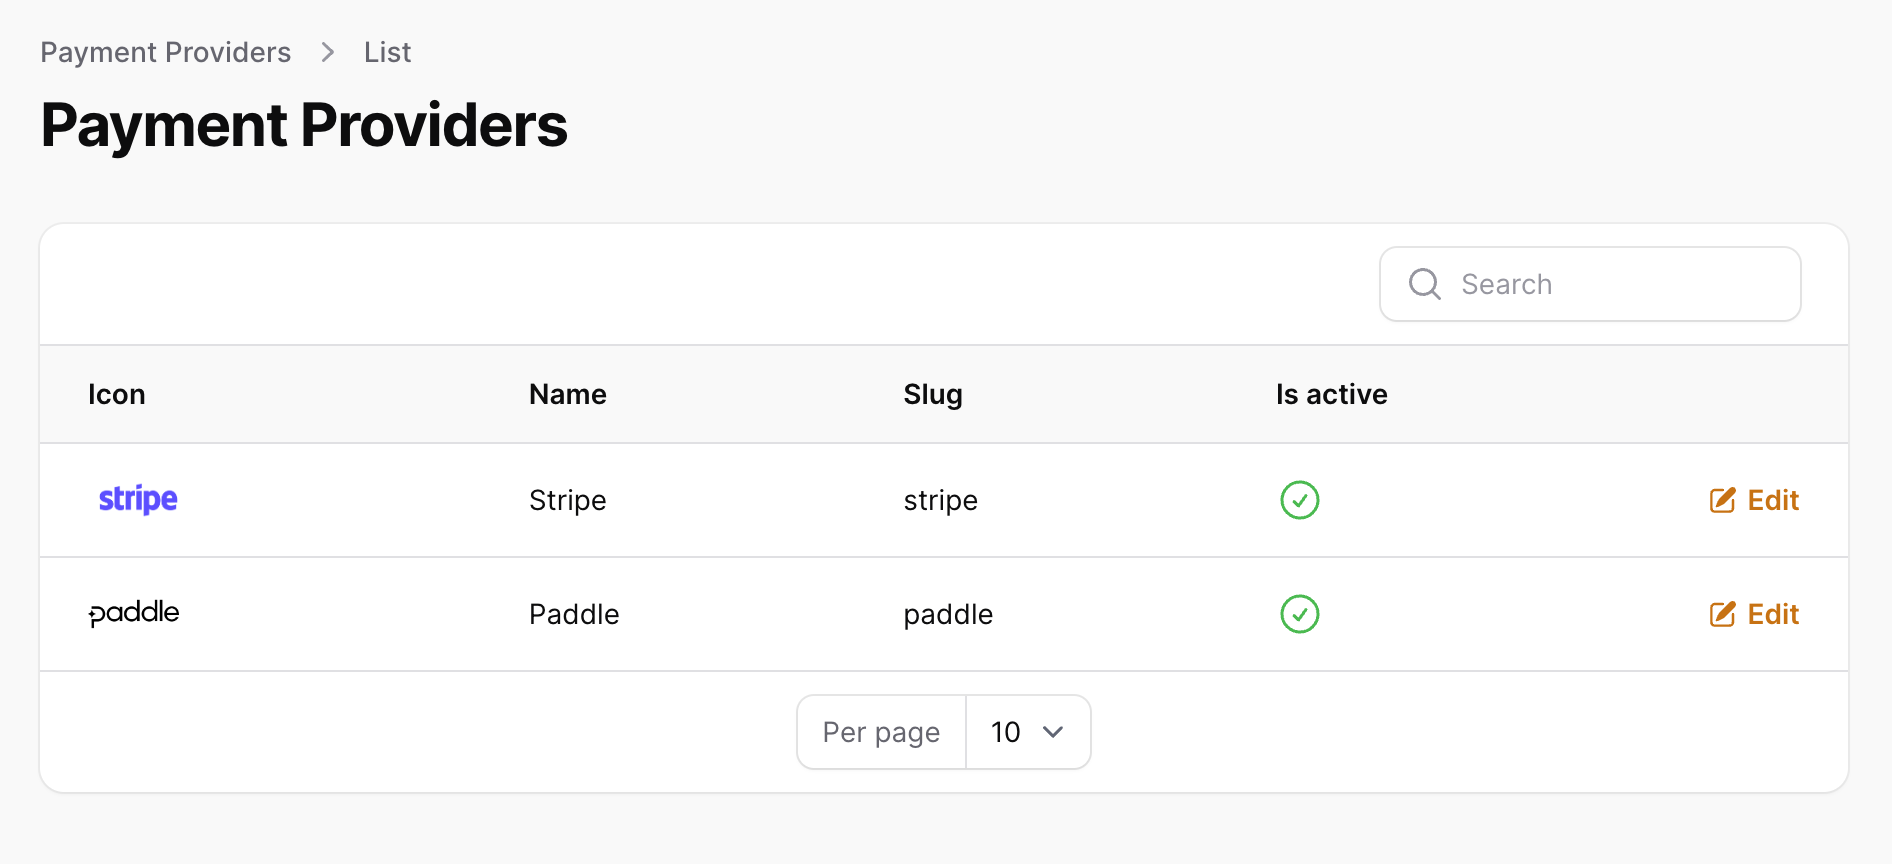 Payment Providers > List
Payment Providers
Search
Icon Name Slug Is active
stripe Stripe stripe Edit
paddle Paddle paddle Edit
Per page 10